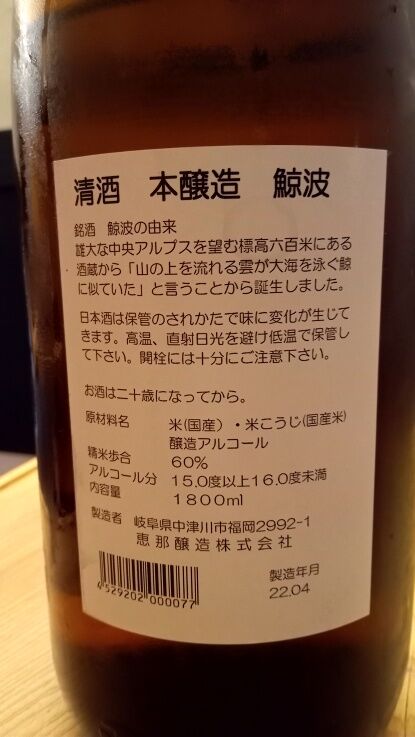 清酒　本醸造　鯨波
銘酒　鯨波の由来
雄大な中央アルプスを望む標高六百米にある
酒蔵から「山の上を流れる雲が大海を泳ぐ鯨
に似ていた」と言うことから誕生しました。
日本酒は保管のされかたで味に変化が生じて
きます。高温、直射日光を避け低温で保管し
て下さい。開栓には十分にご注意下さい。
お酒は二十歳になってから。
原材料名　米(国産）・米こうじ(国産米)
醸造アルコール
精米歩合　60%
アルコール分　15.0度以上16.0度未満
内容量　1800ml
製造者　岐阜県中津川市福岡2992-1
恵那醸造株式会社
製造年月
22.04
4529202000077